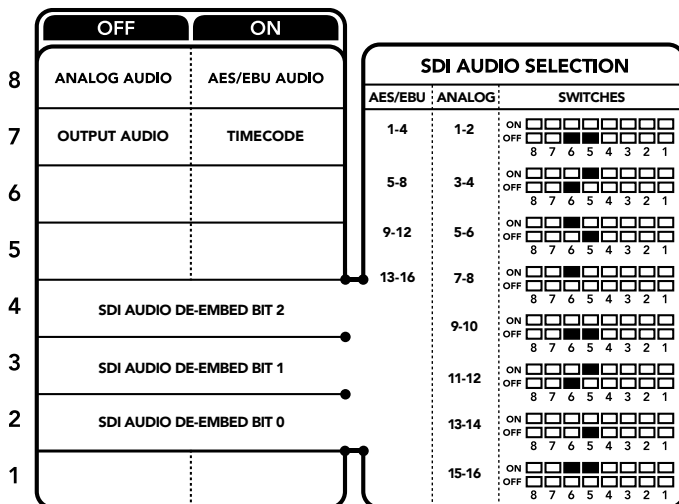 OFF ON
8 ANALOG AUDIO AES/EBU AUDIO
7 OUTPUT AUDIO TIMECODE
6
5
4 SDI AUDIO DE-EMBED BIT 2
3 SDI AUDIO DE-EMBED BIT 1
2 SDI AUDIO DE-EMBED BIT 0
1
SDI AUDIO SELECTION
AES/EBU ANALOG SWITCHES
1-4 1-2 ON
OFF
8 7 6 5 4 3 2 1
5-8 3-4 ON
OFF
8 7 6 5 4 3 2 1
9-12 5-6 ON
OFF
8 7 6 5 4 3 2 1
13-16 7-8 ON
OFF
8 7 6 5 4 3 2 1
9-10 ON
OFF
8 7 6 5 4 3 2 1
11-12 ON
OFF
8 7 6 5 4 3 2 1
13-14 ON
OFF
8 7 6 5 4 3 2 1
15-16 ON
OFF
8 7 6 5 4 3 2 1